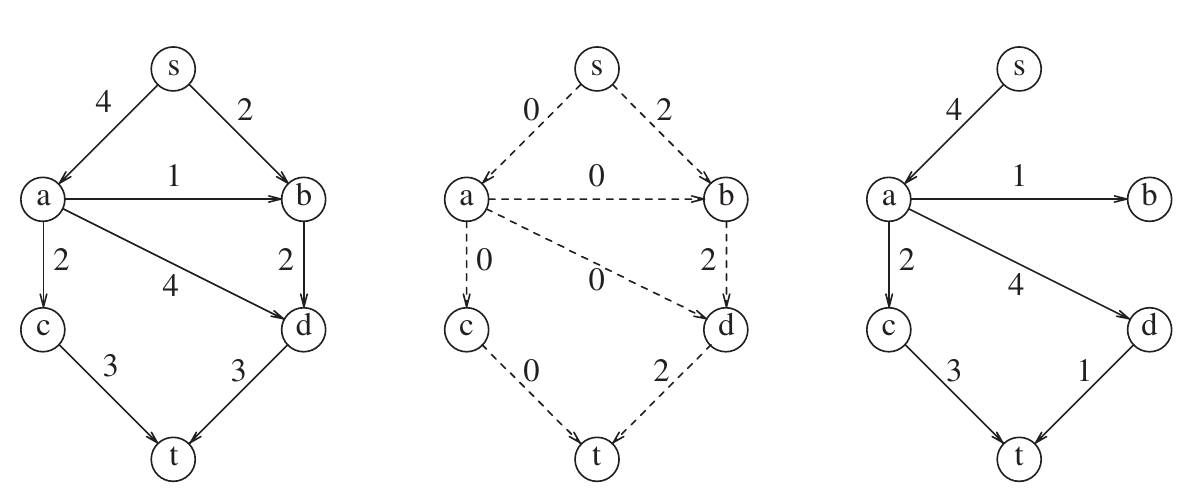 s s s
4 2 0 2 4
1 0 1
a b a b a b
2 2 0 2 2
4 0 4
c d c d c d
3 3 0 2 3 1
t t t